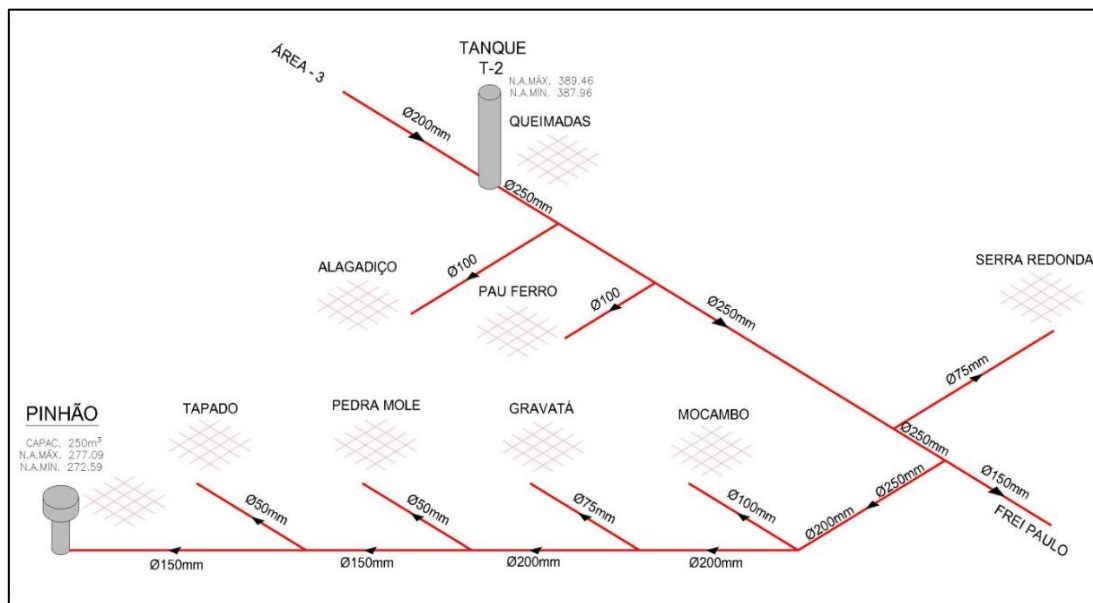 ÁREA - 3
TANQUE
T-2
N.A.MÁX. 389.46
N.A.MÍN. 387.96
QUEIMADAS
Ø200mm
Ø250mm
ALAGADIÇO
Ø100
PAU FERRO
Ø100
Ø250mm
SERRA REDONDA
Ø75mm
Ø250mm
Ø150mm
FREI PAULO
Ø250mm
Ø200mm
PINHÃO
CAPAC. 250m³
N.A.MÁX. 277.09
N.A.MÍN. 272.59
TAPADO
PEDRA MOLE
GRAVATÁ
MOCAMBO
Ø50mm
Ø50mm
Ø75mm
Ø100mm
Ø150mm
Ø150mm
Ø200mm
Ø200mm